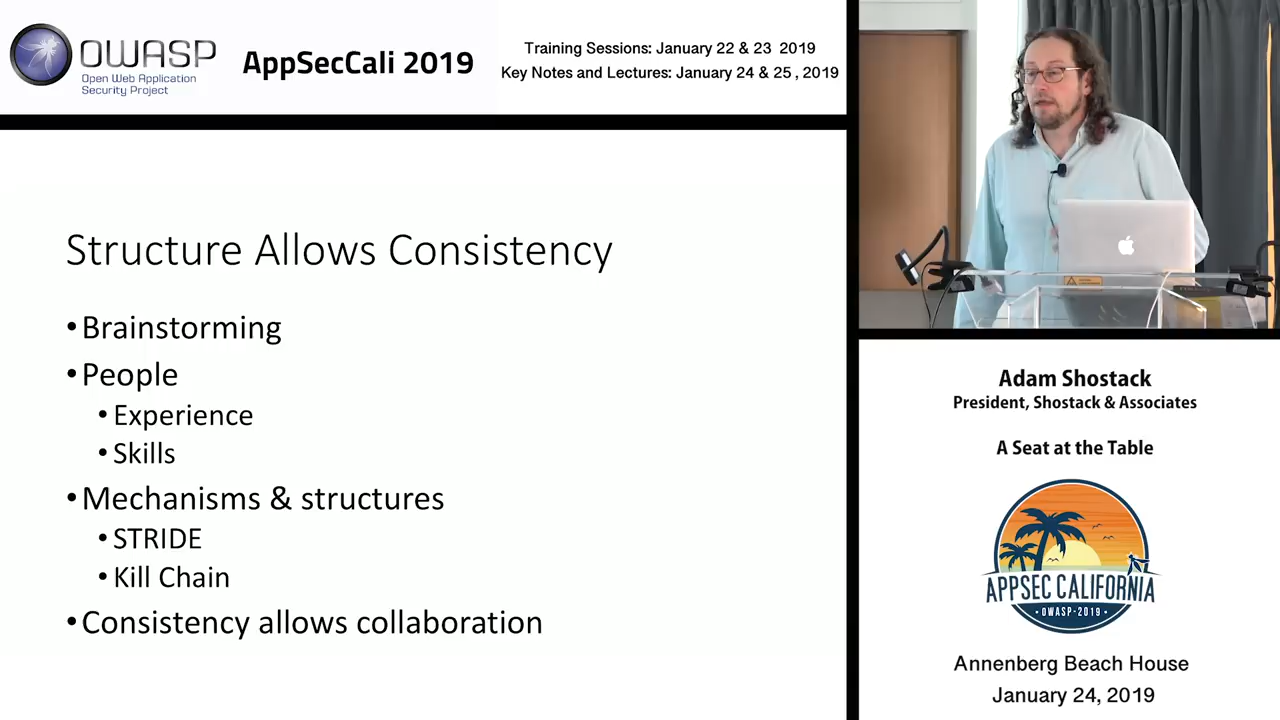 OWASP
Open Web Application
Security Project
AppSecCali 2019
Training Sessions: January 22 & 23 2019
Key Notes and Lectures: January 24 & 25, 2019
Structure Allows Consistency
•Brainstorming
•People
•Experience
•Skills
•Mechanisms & structures
•STRIDE
•Kill Chain
•Consistency allows collaboration
Adam Shostack
President, Shostack & Associates
A Seat at the Table
APPSEC CALIFORNIA
·OWASP-2019·
Annenberg Beach House
January 24, 2019